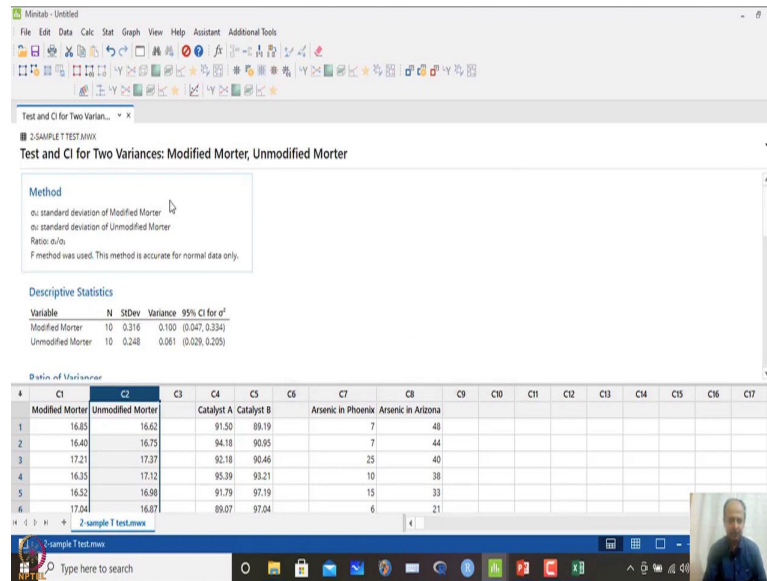 Minitab - Untitled
File Edit Data Calc Stat Graph View Help Assistant Additional Tools
Test and CI for Two Varian...
2-SAMPLE T TEST.MWX
Test and CI for Two Variances: Modified Morter, Unmodified Morter
Method
σ₁: standard deviation of Modified Morter
σ₂: standard deviation of Unmodified Morter
Ratio: σ₁/σ₂
F method was used. This method is accurate for normal data only.
Descriptive Statistics
Variable N StDev Variance 95% CI for σ²
Modified Morter 10 0.316 0.100 (0.047, 0.334)
Unmodified Morter 10 0.248 0.061 (0.029, 0.205)
Ratio of Variances
C1 C2 C3 C4 C5 C6 C7 C8 C9 C10 C11 C12 C13 C14 C15 C16 C17
Modified Morter Unmodified Morter Catalyst A Catalyst B Arsenic in Phoenix Arsenic in Arizona
1 16.85 16.62 91.50 89.19 7 48
2 16.40 16.75 94.18 90.95 7 44
3 17.21 17.37 92.18 90.46 25 40
4 16.35 17.12 95.39 93.21 10 38
5 16.52 16.98 91.79 97.19 15 33
6 17.04 16.87 89.07 97.04 6 21
2-sample T test.mwx
2-sample T test.mwx
Type here to search
NPTEL